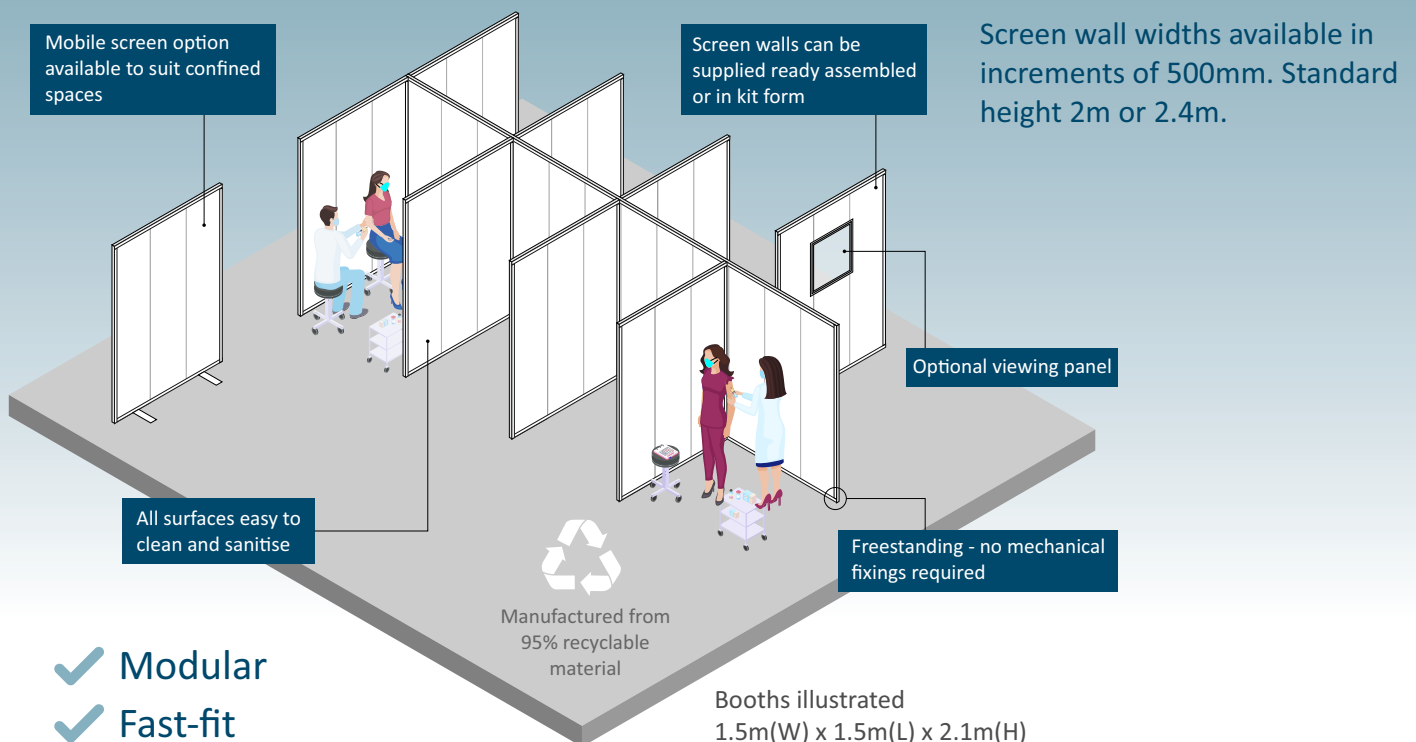 Mobile screen option
available to suit confined
spaces
Screen walls can be
supplied ready assembled
or in kit form
Screen wall widths available in
increments of 500mm. Standard
height 2m or 2.4m.
Optional viewing panel
All surfaces easy to
clean and sanitise
Freestanding - no mechanical
fixings required
Manufactured from
95% recyclable
material
Modular
Fast-fit
Booths illustrated
1.5m(W) x 1.5m(L) x 2.1m(H)